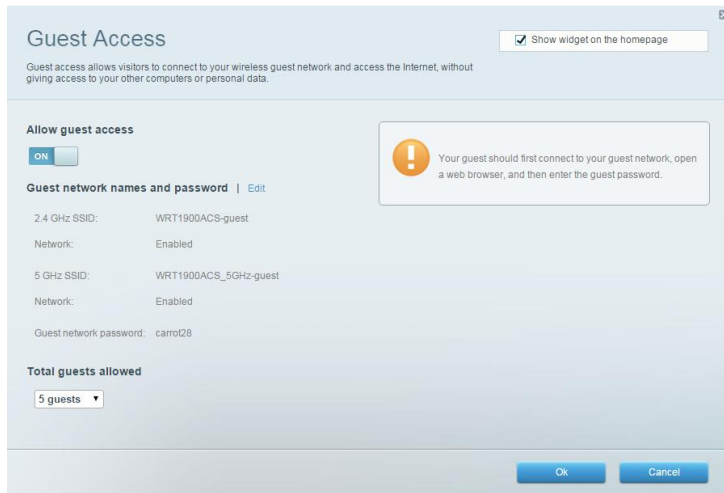 Guest Access
Show widget on the homepage
Guest access allows visitors to connect to your wireless guest network and access the Internet, without
giving access to your other computers or personal data.
Allow guest access
ON
Your guest should first connect to your guest network, open
a web browser, and then enter the guest password.
Guest network names and password | Edit
2.4 GHz SSID: WRT1900ACS-guest
Network: Enabled
5 GHz SSID: WRT1900ACS_5GHz-guest
Network: Enabled
Guest network password: carrot28
Total guests allowed
5 guests
Ok Cancel